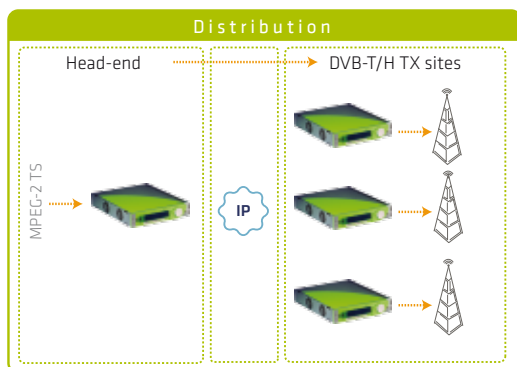 Distribution
Head-end
DVB-T/H TX sites
MPEG-2 TS
IP